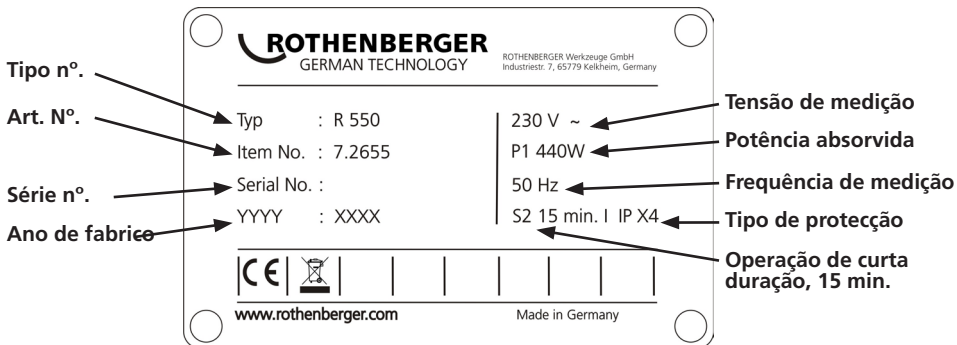 ROTHENBERGER
GERMAN TECHNOLOGY
ROTHENBERGER Werkzeuge GmbH
Industriestr. 7, 65779 Kelkheim, Germany
Tipo nº.
Art. Nº.
Série nº.
Ano de fabrico
Typ : R 550
Item No. : 7.2655
Serial No. :
YYYY : XXXX
230 V ~
P1 440W
50 Hz
S2 15 min. I IP X4
Tensão de medição
Potência absorvida
Frequência de medição
Tipo de protecção
Operação de curta
duração, 15 min.
CE
www.rothenberger.com
Made in Germany